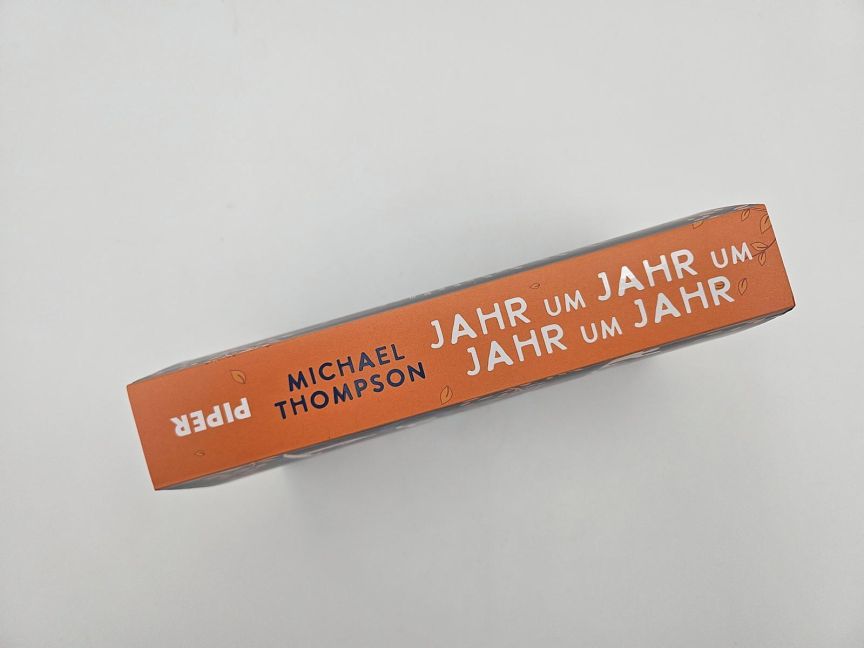 PIPER
MICHAEL
THOMPSON
JAHR UM JAHR UM
JAHR UM JAHR